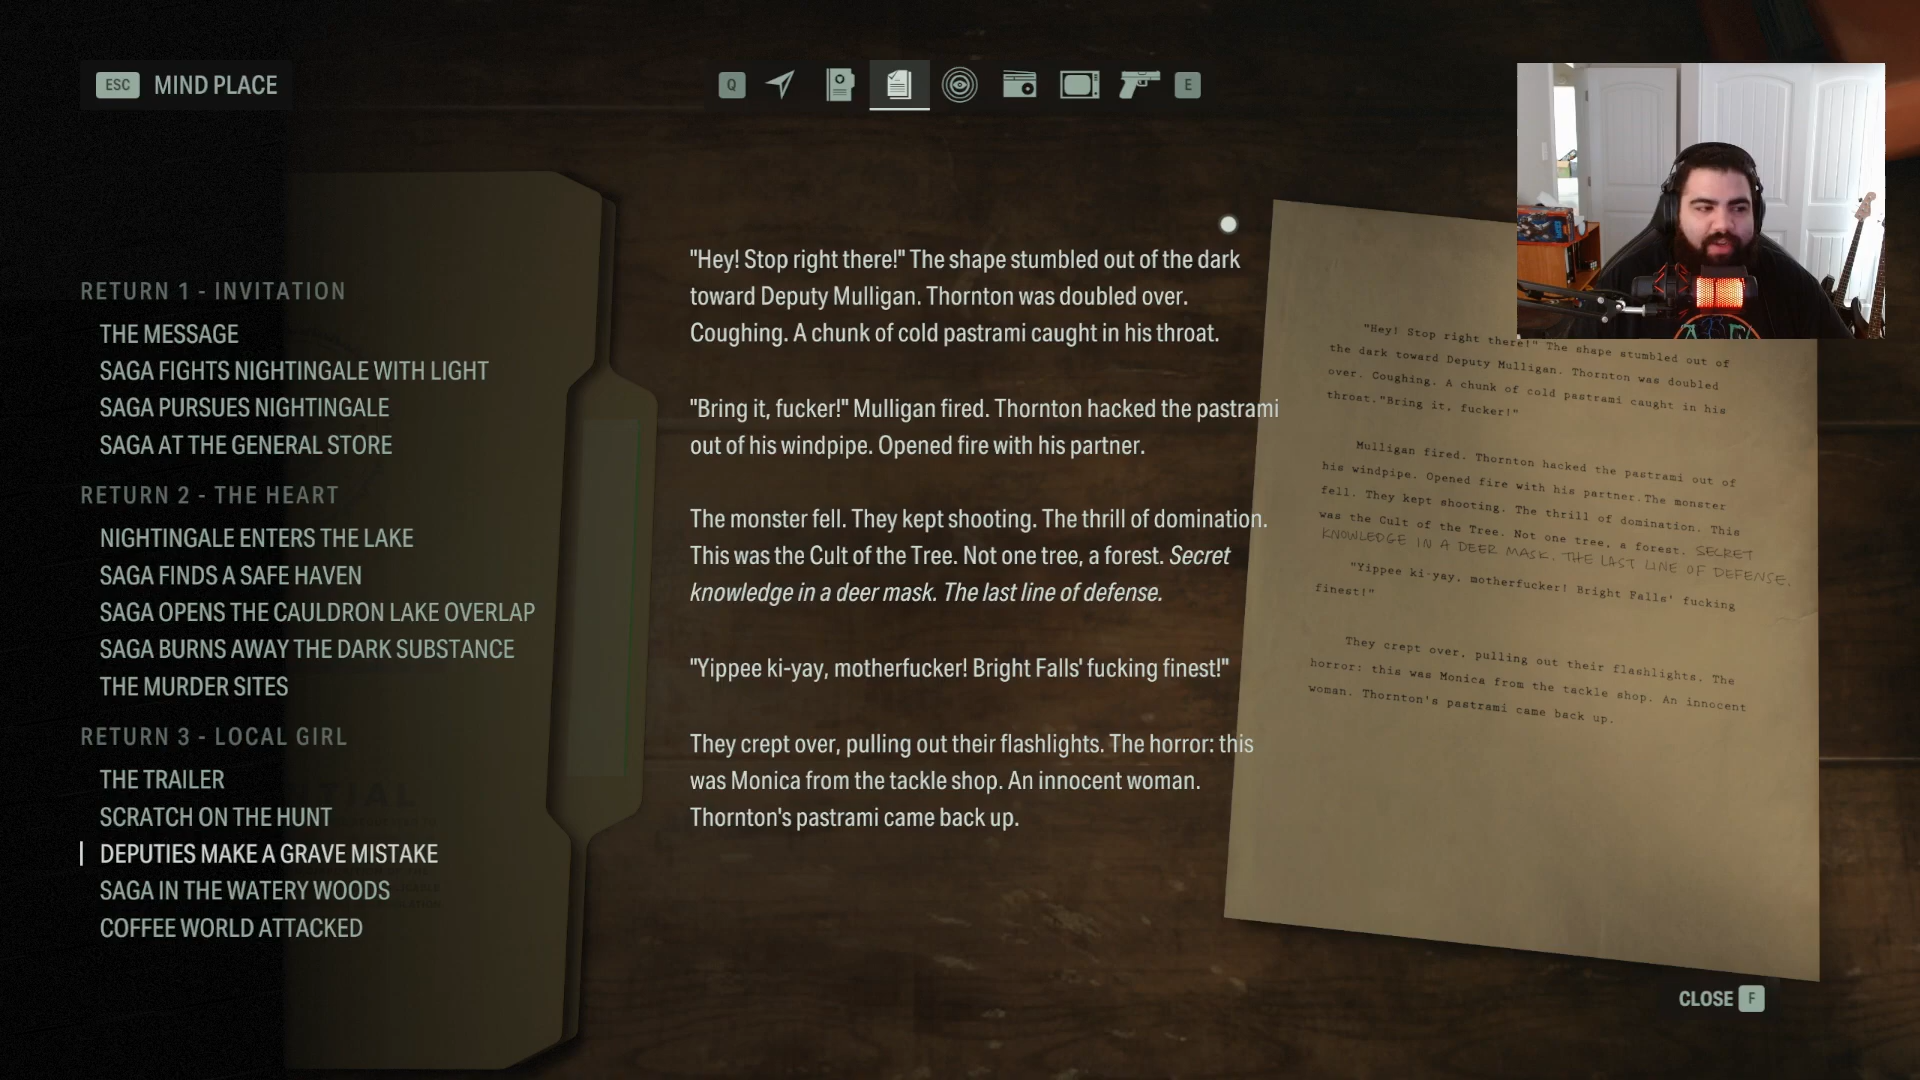 ESC MIND PLACE
Q
E
RETURN 1 - INVITATION
THE MESSAGE
SAGA FIGHTS NIGHTINGALE WITH LIGHT
SAGA PURSUES NIGHTINGALE
SAGA AT THE GENERAL STORE
RETURN 2 - THE HEART
NIGHTINGALE ENTERS THE LAKE
SAGA FINDS A SAFE HAVEN
SAGA OPENS THE CAULDRON LAKE OVERLAP
SAGA BURNS AWAY THE DARK SUBSTANCE
THE MURDER SITES
RETURN 3 - LOCAL GIRL
THE TRAILER
SCRATCH ON THE HUNT
DEPUTIES MAKE A GRAVE MISTAKE
SAGA IN THE WATERY WOODS
COFFEE WORLD ATTACKED
"Hey! Stop right there!" The shape stumbled out of the dark
toward Deputy Mulligan. Thornton was doubled over.
Coughing. A chunk of cold pastrami caught in his throat.
"Bring it, fucker!" Mulligan fired. Thornton hacked the pastrami
out of his windpipe. Opened fire with his partner.
The monster fell. They kept shooting. The thrill of domination.
This was the Cult of the Tree. Not one tree, a forest. Secret
knowledge in a deer mask. The last line of defense.
"Yippee ki-yay, motherfucker! Bright Falls' fucking finest!"
They crept over, pulling out their flashlights. The horror: this
was Monica from the tackle shop. An innocent woman.
Thornton's pastrami came back up.
"Hey! Stop right there!" The shape stumbled out of
the dark toward Deputy Mulligan. Thornton was doubled
over. Coughing. A chunk of cold pastrami caught in his
throat."Bring it, fucker!"
Mulligan fired. Thornton hacked the pastrami out of
his windpipe. Opened fire with his partner.The monster
fell. They kept shooting. The thrill of domination. This
was the Cult of the Tree. Not one tree, a forest. SECRET
KNOWLEDGE IN A DEER MASK. THE LAST LINE OF DEFENSE.
"Yippee ki-yay, motherfucker! Bright Falls' fucking
finest!"
They crept over, pulling out their flashlights. The
horror: this was Monica from the tackle shop. An innocent
woman. Thornton's pastrami came back up.
CLOSE F